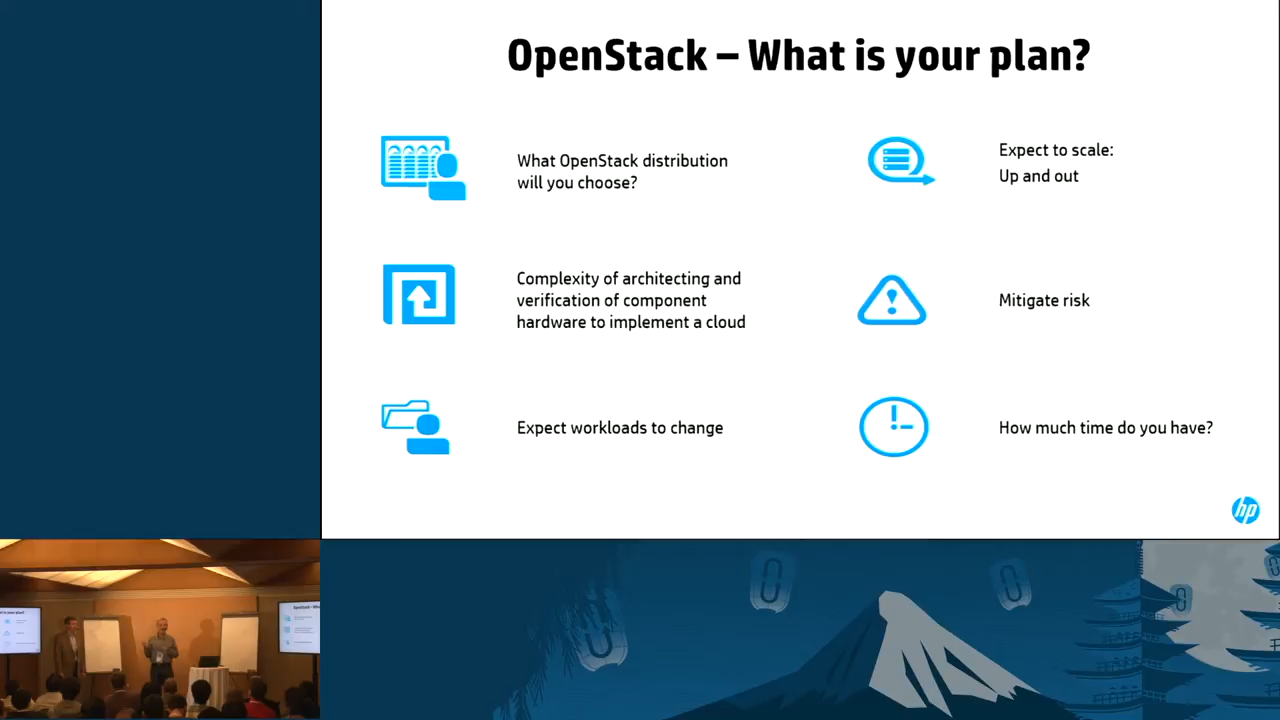 OpenStack – What is your plan?
What OpenStack distribution
will you choose?
Expect to scale:
Up and out
Complexity of architecting and
verification of component
hardware to implement a cloud
Mitigate risk
Expect workloads to change
How much time do you have?
hp